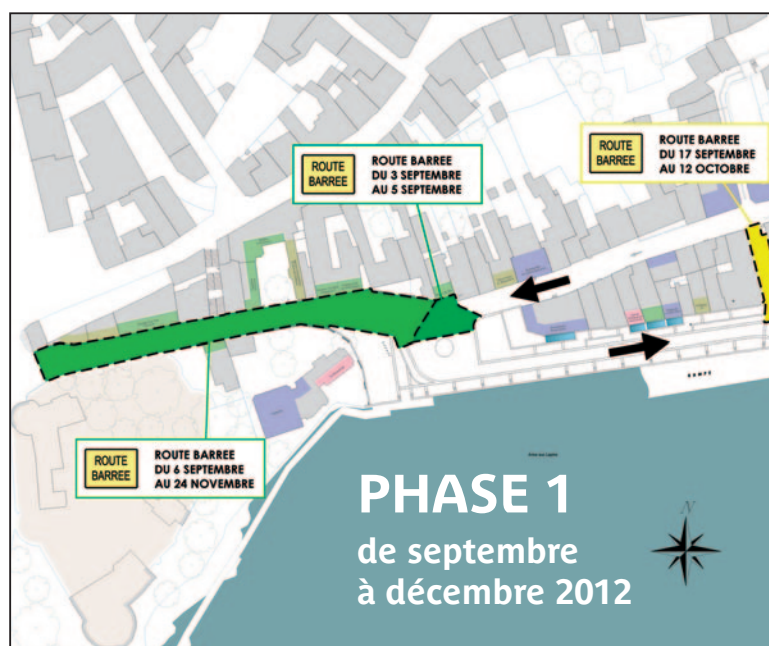 ROUTE
BARREE
ROUTE BARREE
DU 3 SEPTEMBRE
AU 5 SEPTEMBRE
ROUTE
BARREE
ROUTE BARREE
DU 17 SEPTEMBRE
AU 12 OCTOBRE
RAMPE
ROUTE
BARREE
ROUTE BARREE
DU 6 SEPTEMBRE
AU 24 NOVEMBRE
PHASE 1
de septembre
à décembre 2012
N